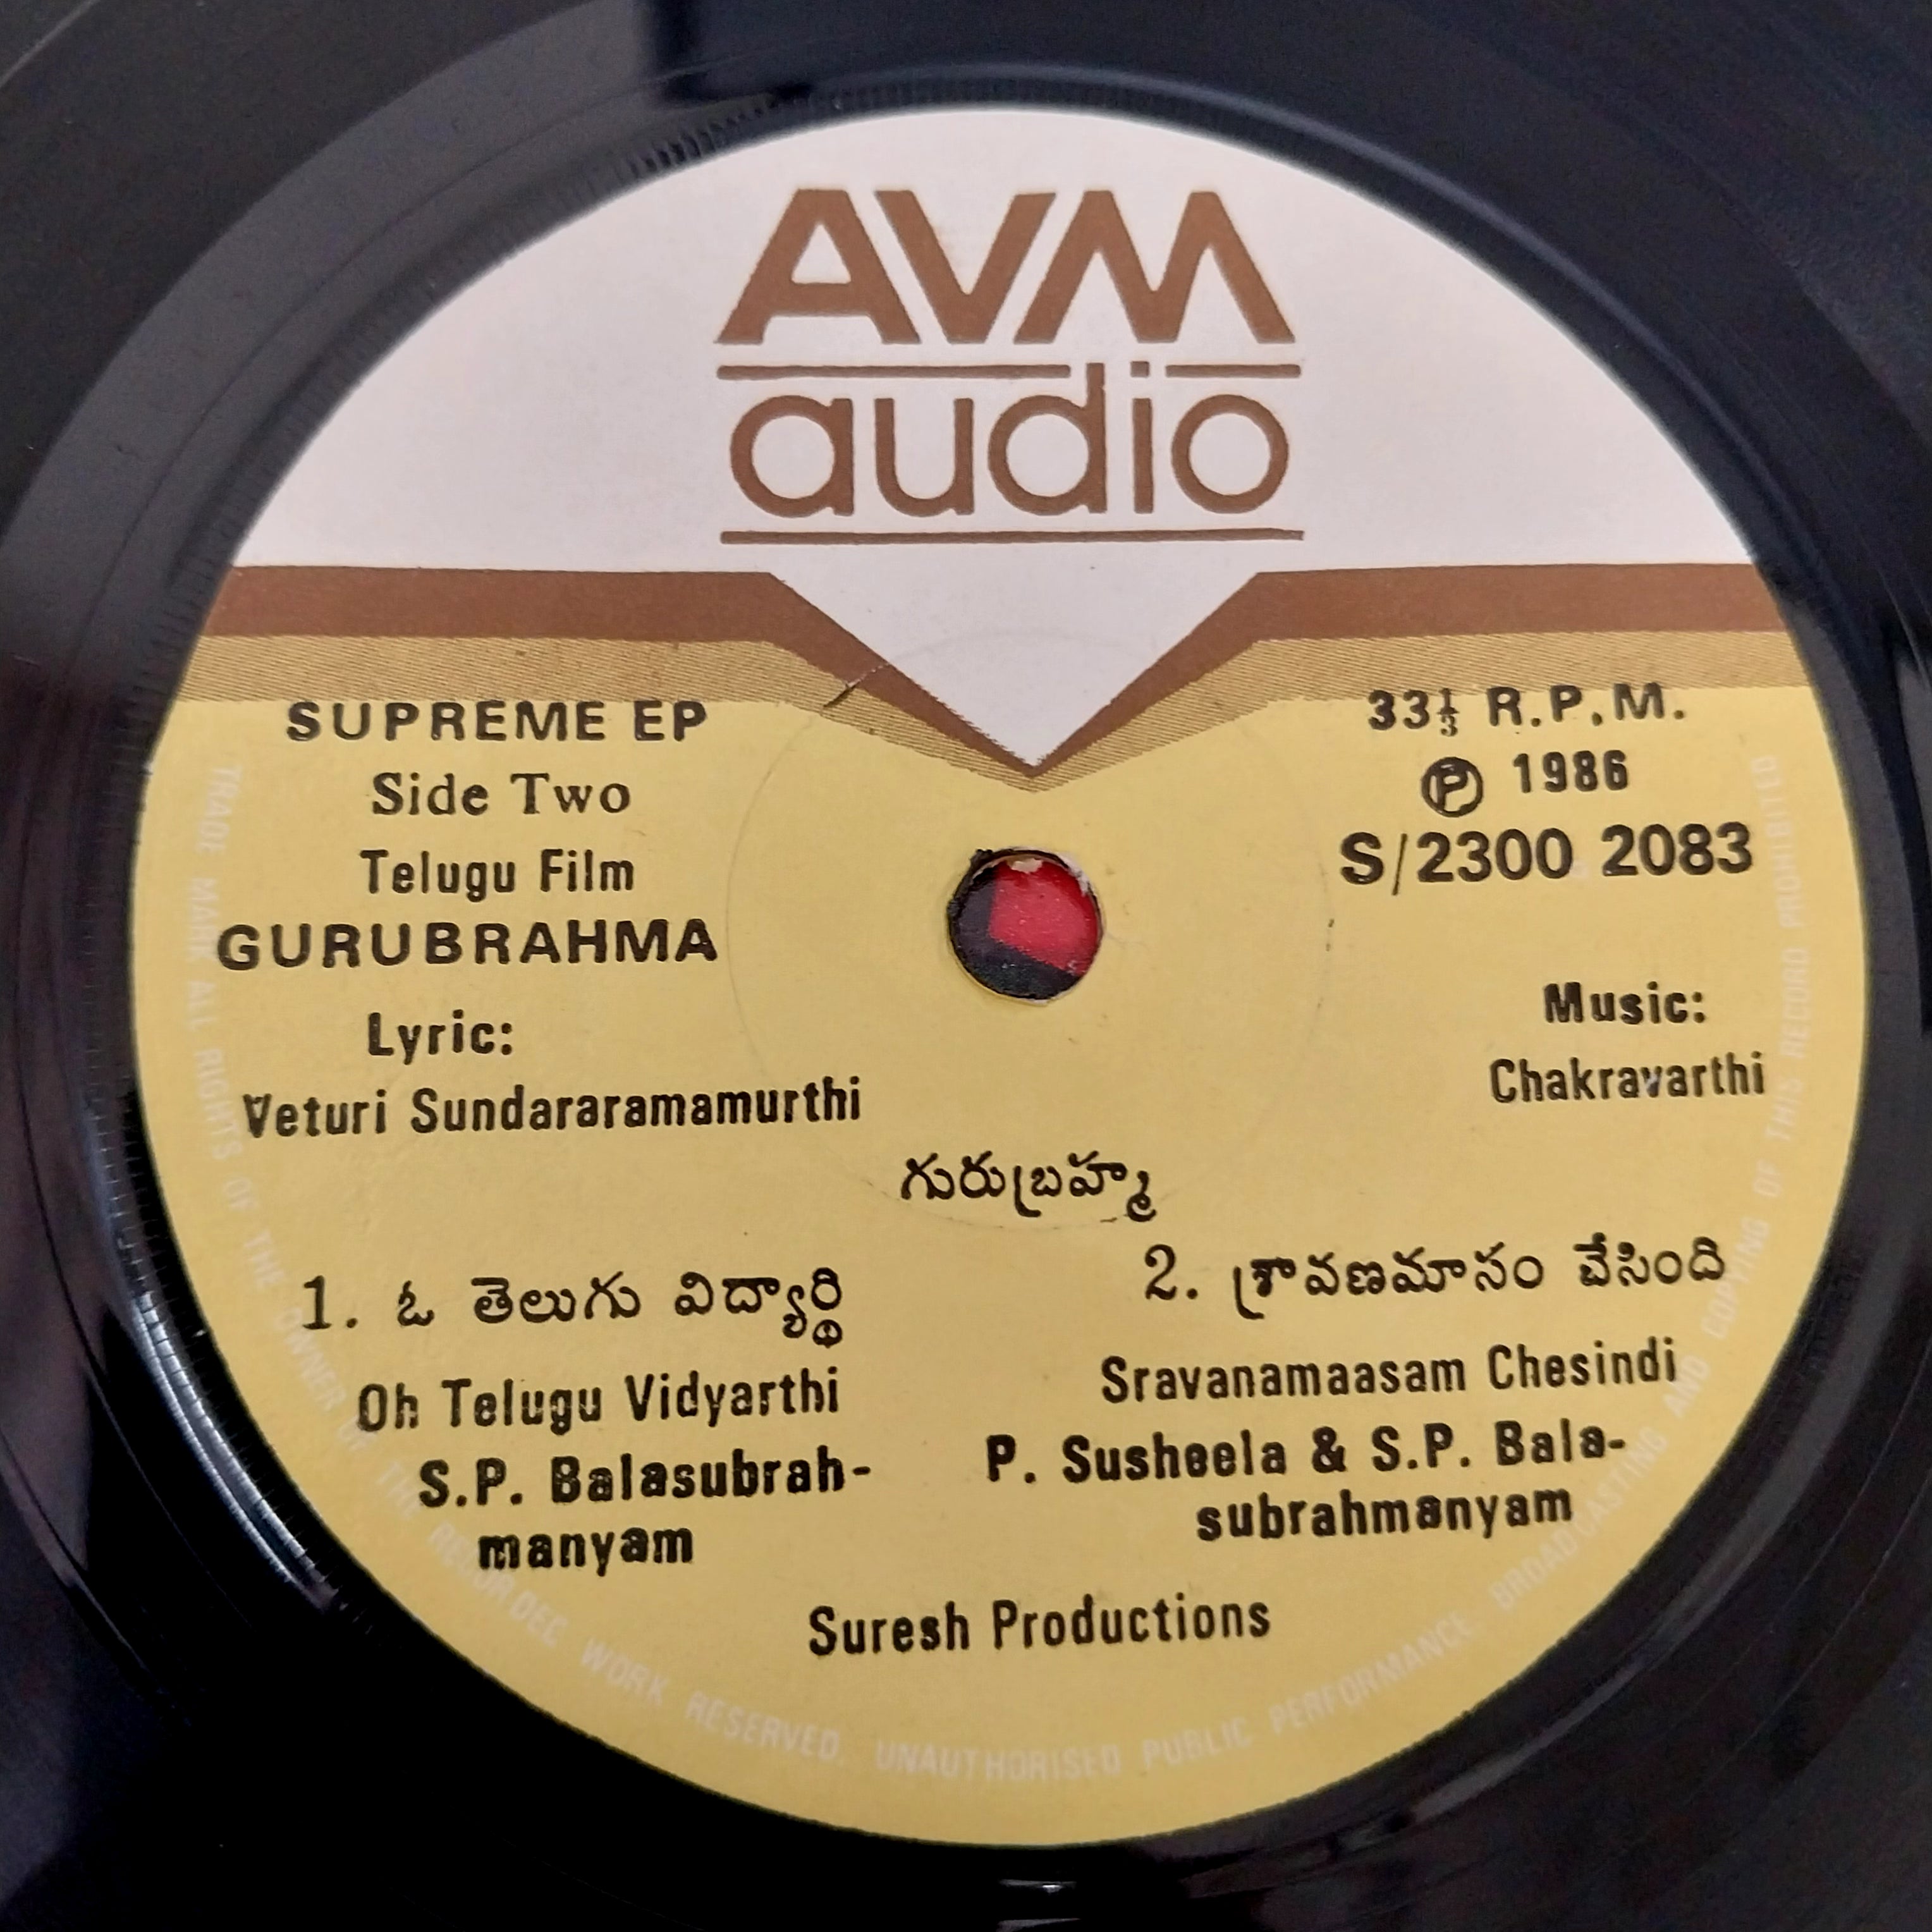 AVM
audio
SUPREME EP
Side Two
Telugu Film
GURUBRAHMA
Lyric:
Veturi Sundararamamurthi
33⅓ R.P.M.
℗ 1986
S/2300 2083
Music:
Chakravarthi
గురుబ్రహ్మ
1. ఓ తెలుగు విద్యార్థి
Oh Telugu Vidyarthi
S.P. Balasubrah-
manyam
2. శ్రావణమాసం చేసింది
Sravanamaasam Chesindi
P. Susheela & S.P. Bala-
subrahmanyam
Suresh Productions
TRADE MARK ALL RIGHTS OF THE OWNER OF THE RECORDED WORK RESERVED. UNAUTHORISED PUBLIC PERFORMANCE BROADCASTING AND COPYING OF THIS RECORD PROHIBITED